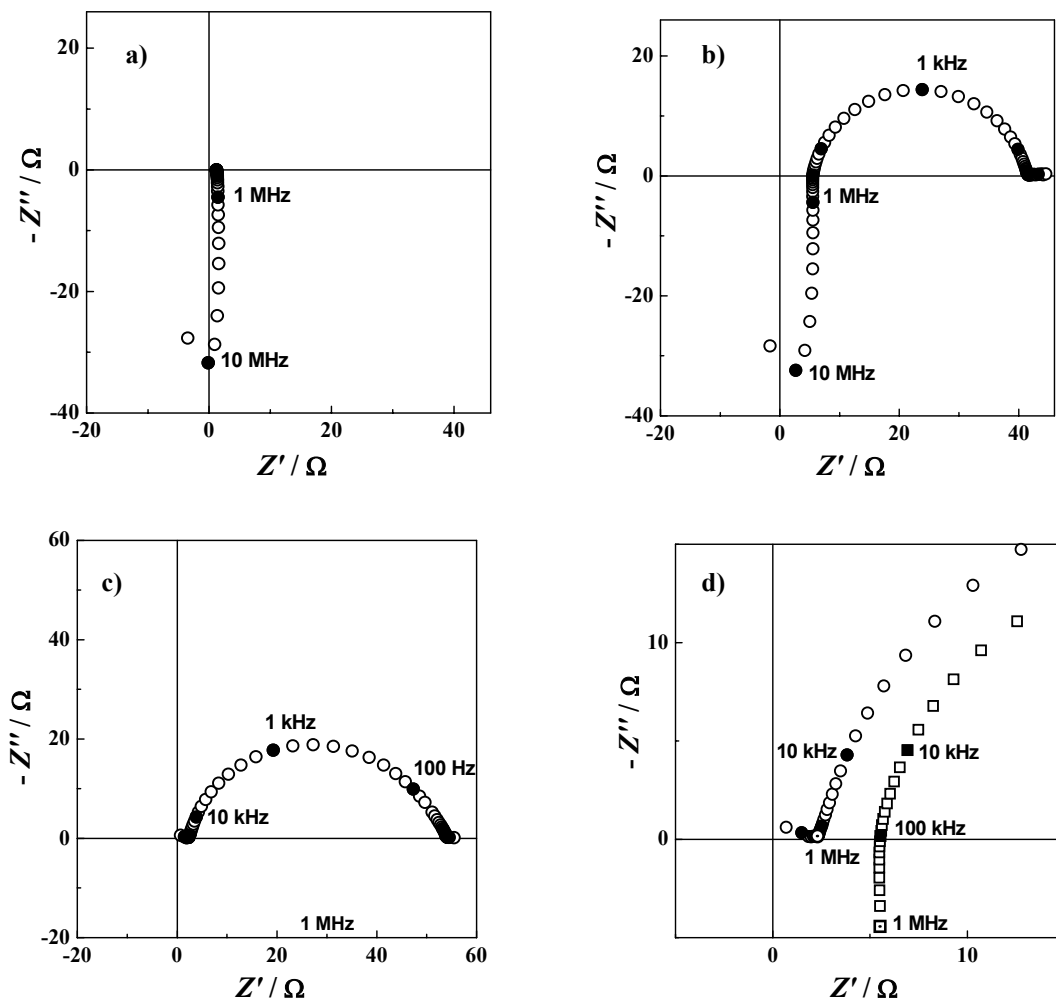 a)
20
0
-20
-40
-20
0
20
40
- Z'' / Ω
Z' / Ω
1 MHz
10 MHz
b)
20
0
-20
-40
-20
0
20
40
- Z'' / Ω
Z' / Ω
1 kHz
1 MHz
10 MHz
c)
60
40
20
0
-20
-20
0
20
40
60
- Z'' / Ω
Z' / Ω
1 kHz
100 Hz
10 kHz
1 MHz
d)
10
0
0
10
- Z'' / Ω
Z' / Ω
10 kHz
10 kHz
100 kHz
1 MHz
1 MHz